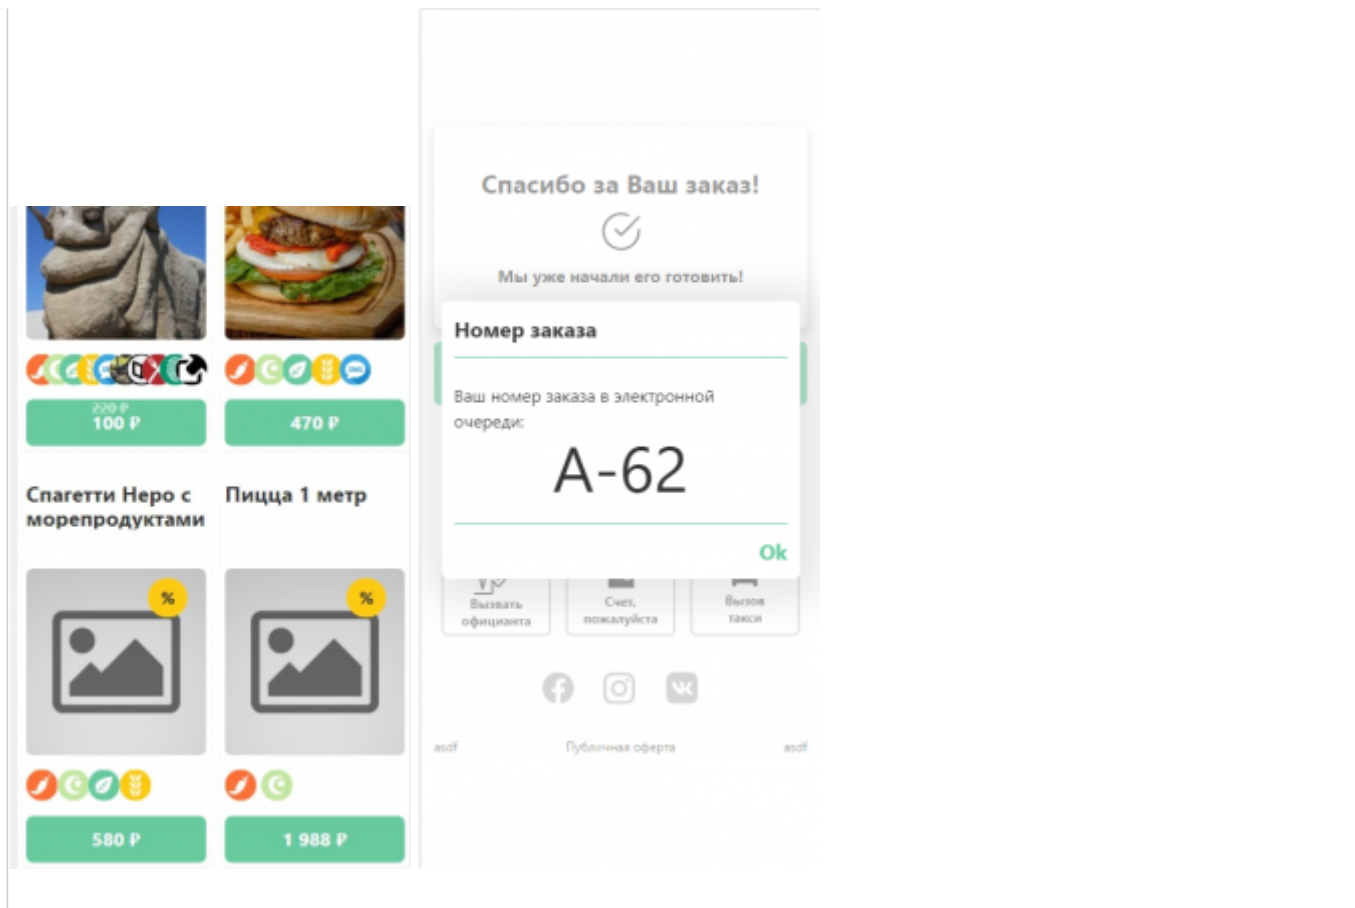 220 ₽
100 ₽
470 ₽
Спагетти Неро с
морепродуктами
Пицца 1 метр
%
%
580 ₽
1 988 ₽
Спасибо за Ваш заказ!
Мы уже начали его готовить!
Номер заказа
Ваш номер заказа в электронной
очереди:
A-62
Ok
Вызвать
официанта
Счет,
пожалуйста
Вызов
такси
asdf
Публичная оферта
asdf